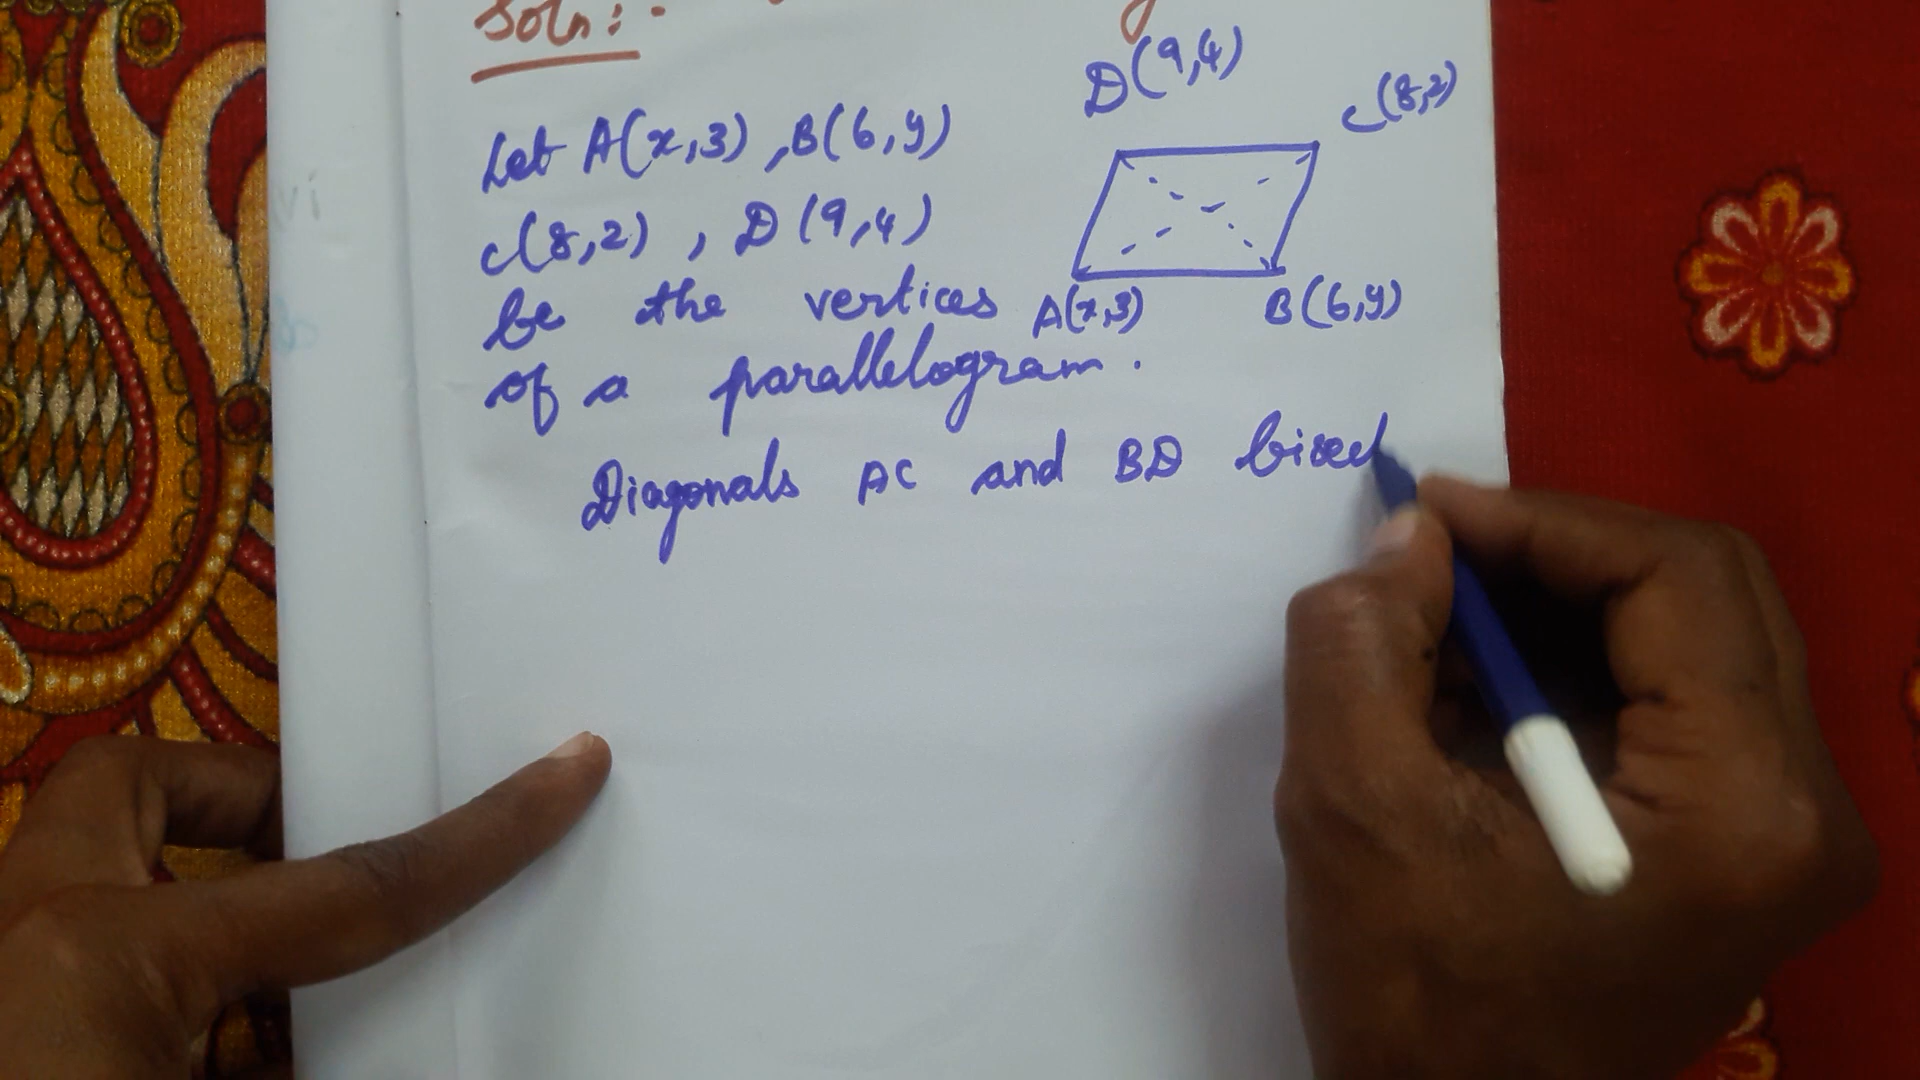 Soln:-
D(9,4)
C(8,2)
Let A(x,3), B(6,y)
C(8,2), D(9,4)
be the vertices
A(x,3)
B(6,y)
of a parallelogram.
Diagonals AC and BD bisect